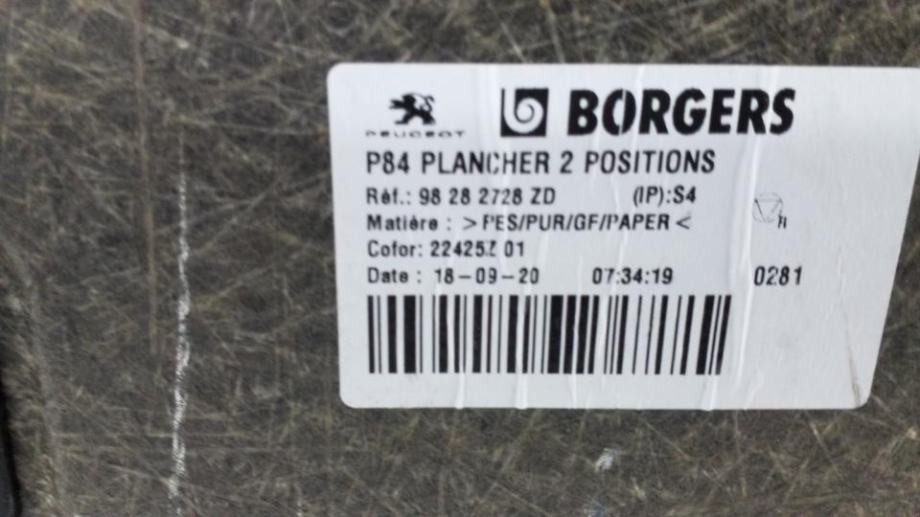 PEUGEOT BORGERS
P84 PLANCHER 2 POSITIONS
Réf.: 98 28 2728 ZD (IP):S4
Matière : >PES/PUR/GF/PAPER<
Cofor: 22425Z 01
Date : 18-09-20 07:34:19 0281